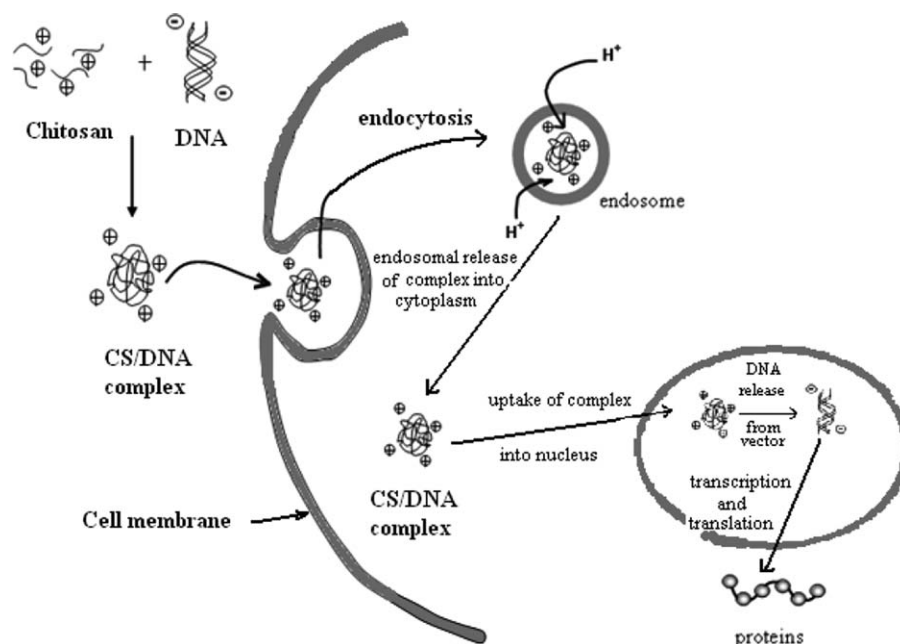 +
Chitosan
DNA
CS/DNA
complex
Cell membrane
endocytosis
H+
H+
endosome
endosomal release
of complex into
cytoplasm
CS/DNA
complex
uptake of complex
into nucleus
DNA
release
from
vector
transcription
and
translation
proteins